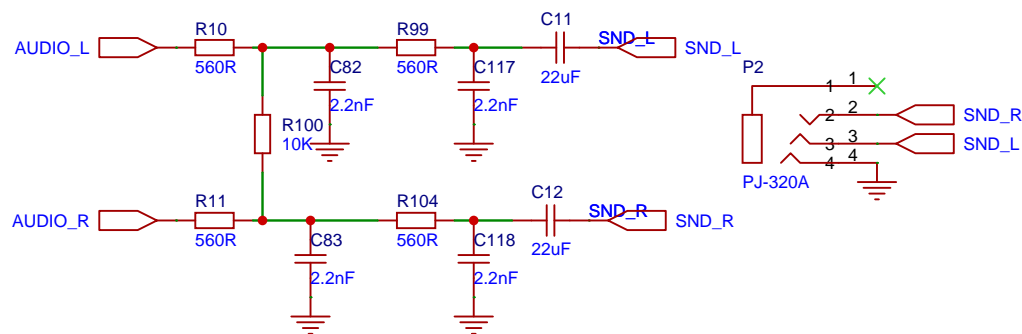 R10
R99
C11
AUDIO_L
SND_L
SND_L
560R
C82
560R
C117
22uF
P2
2.2nF
2.2nF
1
1
2
2
SND_R
R100
10K
3
3
SND_L
4
4
PJ-320A
R11
R104
C12
AUDIO_R
SND_R
SND_R
560R
C83
560R
C118
22uF
2.2nF
2.2nF